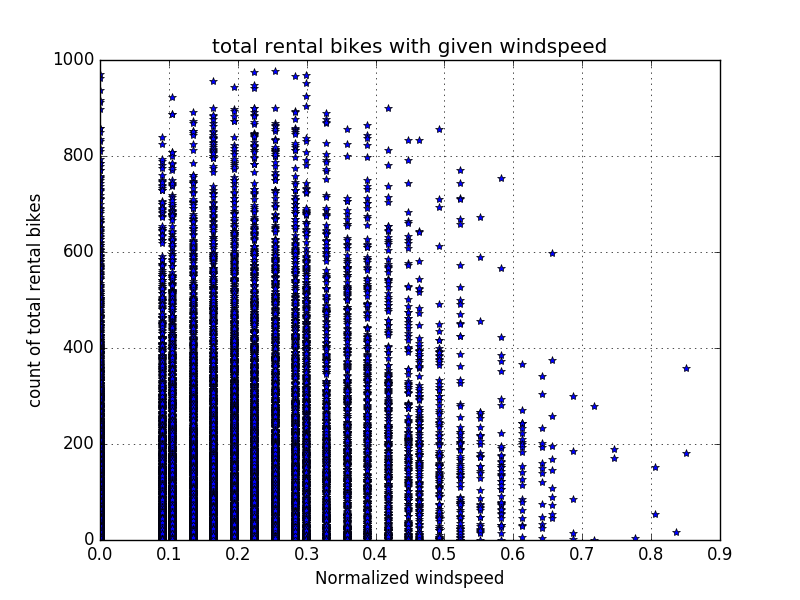 total rental bikes with given windspeed
1000
800
600
400
200
0
count of total rental bikes
0.0 0.1 0.2 0.3 0.4 0.5 0.6 0.7 0.8 0.9
Normalized windspeed